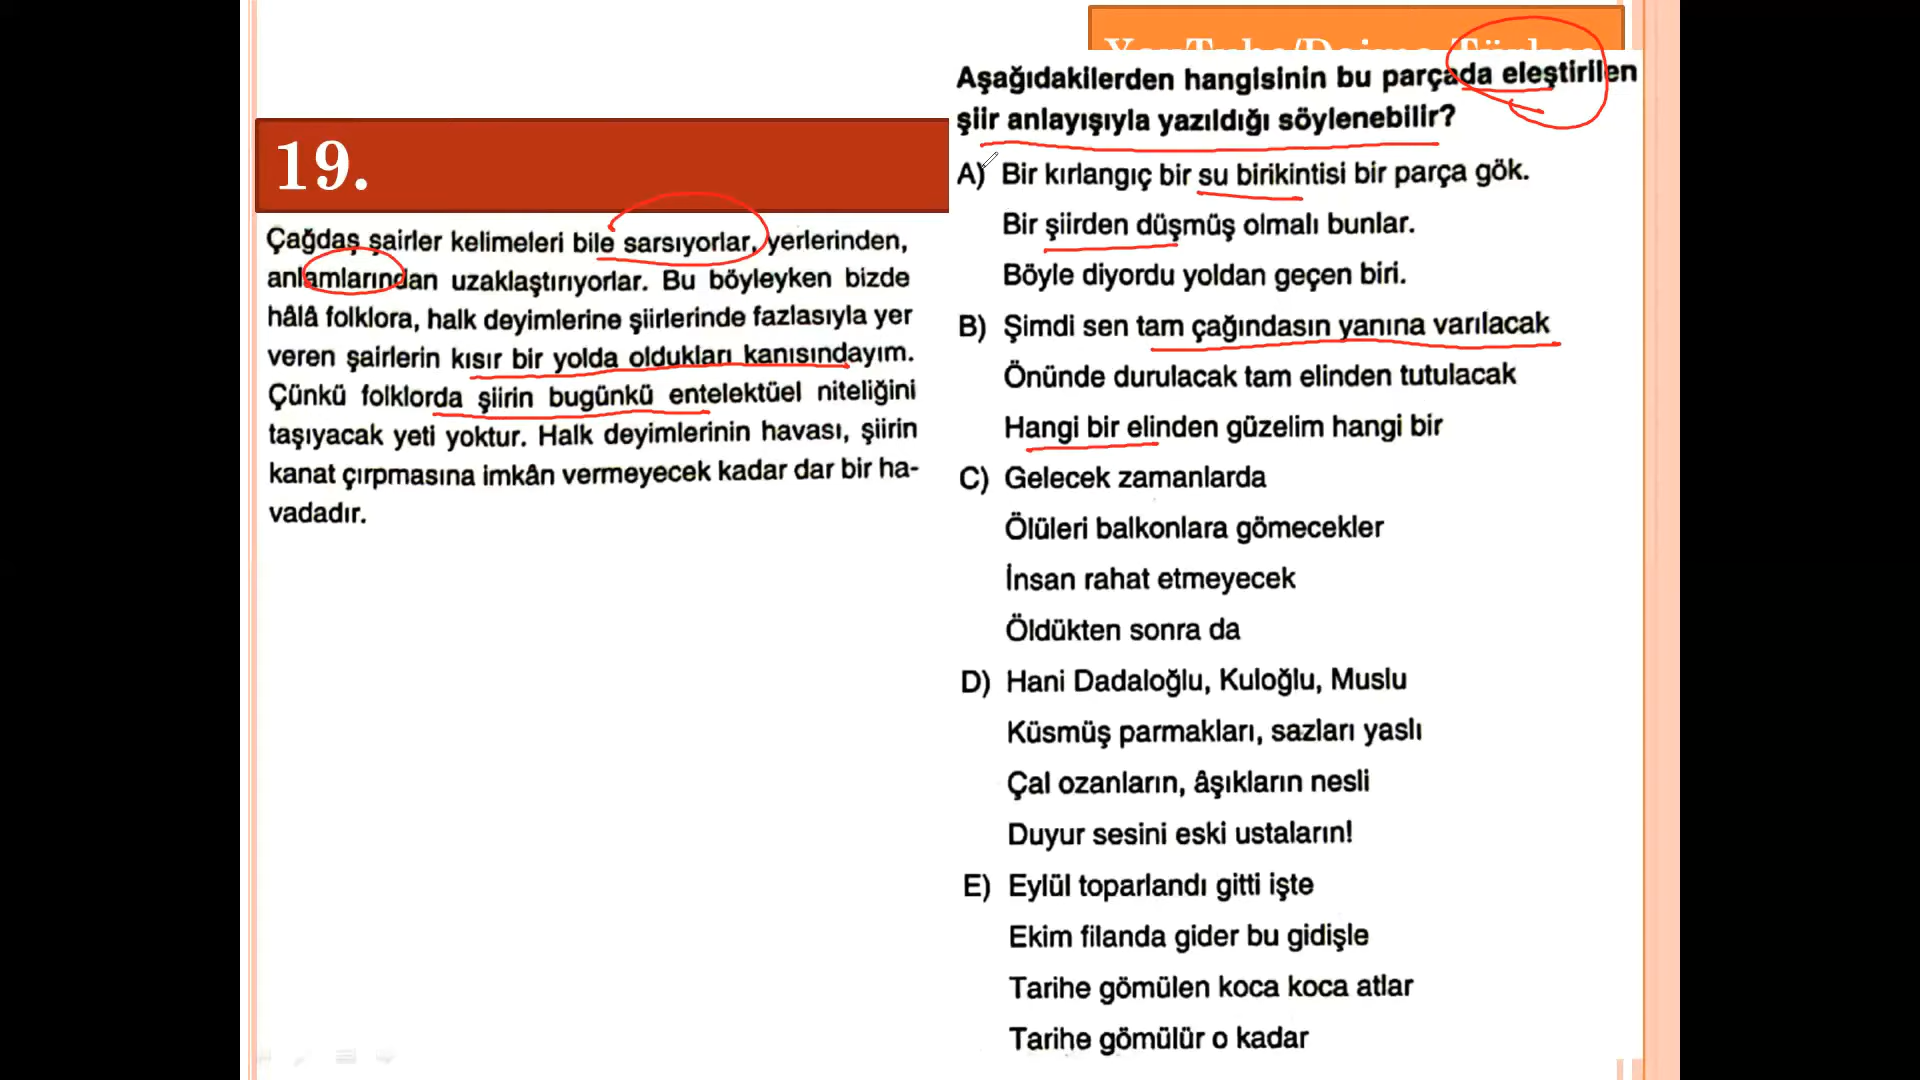 YouTube/Deime Türkçe
19.
Çağdaş şairler kelimeleri bile sarsıyorlar, yerlerinden,
anlamlarından uzaklaştırıyorlar. Bu böyleyken bizde
hâlâ folklora, halk deyimlerine şiirlerinde fazlasıyla yer
veren şairlerin kısır bir yolda oldukları kanısındayım.
Çünkü folklorda şiirin bugünkü entelektüel niteliğini
taşıyacak yeti yoktur. Halk deyimlerinin havası, şiirin
kanat çırpmasına imkân vermeyecek kadar dar bir ha-
vadadır.
Aşağıdakilerden hangisinin bu parçada eleştirilen
şiir anlayışıyla yazıldığı söylenebilir?
A) Bir kırlangıç bir su birikintisi bir parça gök.
Bir şiirden düşmüş olmalı bunlar.
Böyle diyordu yoldan geçen biri.
B) Şimdi sen tam çağındasın yanına varılacak
Önünde durulacak tam elinden tutulacak
Hangi bir elinden güzelim hangi bir
C) Gelecek zamanlarda
Ölüleri balkonlara gömecekler
İnsan rahat etmeyecek
Öldükten sonra da
D) Hani Dadaloğlu, Kuloğlu, Muslu
Küsmüş parmakları, sazları yaslı
Çal ozanların, âşıkların nesli
Duyur sesini eski ustaların!
E) Eylül toparlandı gitti işte
Ekim filanda gider bu gidişle
Tarihe gömülen koca koca atlar
Tarihe gömülür o kadar